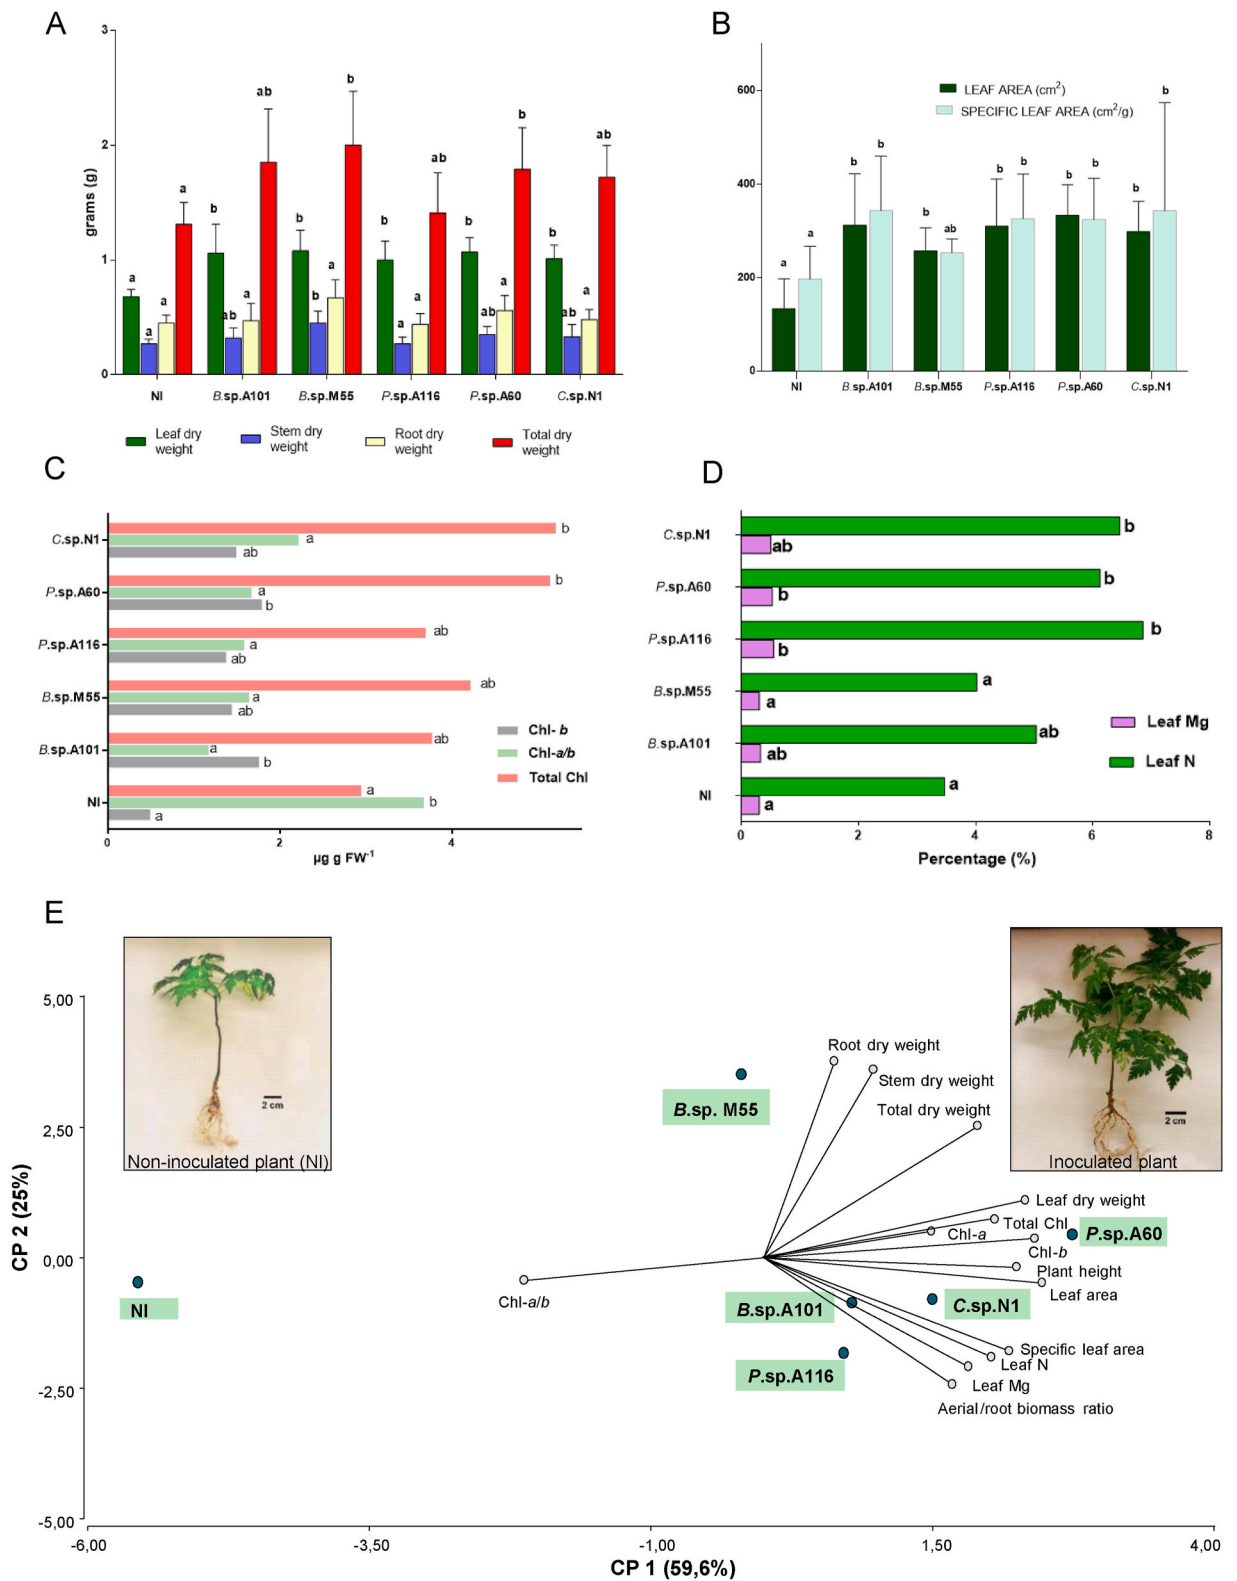 A
3
2
1
0
grams (g)
a
a
a
a
b
ab
a
ab
b
b
a
b
b
a
a
ab
b
ab
a
b
b
ab
a
ab
NI
B.sp.A101
B.sp.M55
P.sp.A116
P.sp.A60
C.sp.N1
Leaf dry weight
Stem dry weight
Root dry weight
Total dry weight
B
600
400
200
0
LEAF AREA (cm²)
SPECIFIC LEAF AREA (cm²/g)
a
a
b
b
b
ab
b
b
b
b
b
b
NI
B.sp.A101
B.sp.M55
P.sp.A116
P.sp.A60
C.sp.N1
C
C.sp.N1
b
a
ab
P.sp.A60
b
a
b
P.sp.A116
ab
a
ab
B.sp.M55
ab
a
ab
B.sp.A101
ab
a
b
NI
a
b
a
Chl- b
Chl-a/b
Total Chl
0
2
4
µg g FW⁻¹
D
C.sp.N1
b
ab
P.sp.A60
b
b
P.sp.A116
b
b
B.sp.M55
a
a
B.sp.A101
ab
ab
NI
a
a
Leaf Mg
Leaf N
0
2
4
6
8
Percentage (%)
E
2 cm
Non-inoculated plant (NI)
2 cm
Inoculated plant
5,00
2,50
0,00
-2,50
-5,00
CP 2 (25%)
Root dry weight
Stem dry weight
B.sp. M55
Total dry weight
Leaf dry weight
Total Chl
Chl-a
P.sp.A60
Chl-b
Plant height
Leaf area
Chl-a/b
NI
B.sp.A101
C.sp.N1
Specific leaf area
Leaf N
P.sp.A116
Leaf Mg
Aerial/root biomass ratio
-6,00
-3,50
-1,00
1,50
4,00
CP 1 (59,6%)